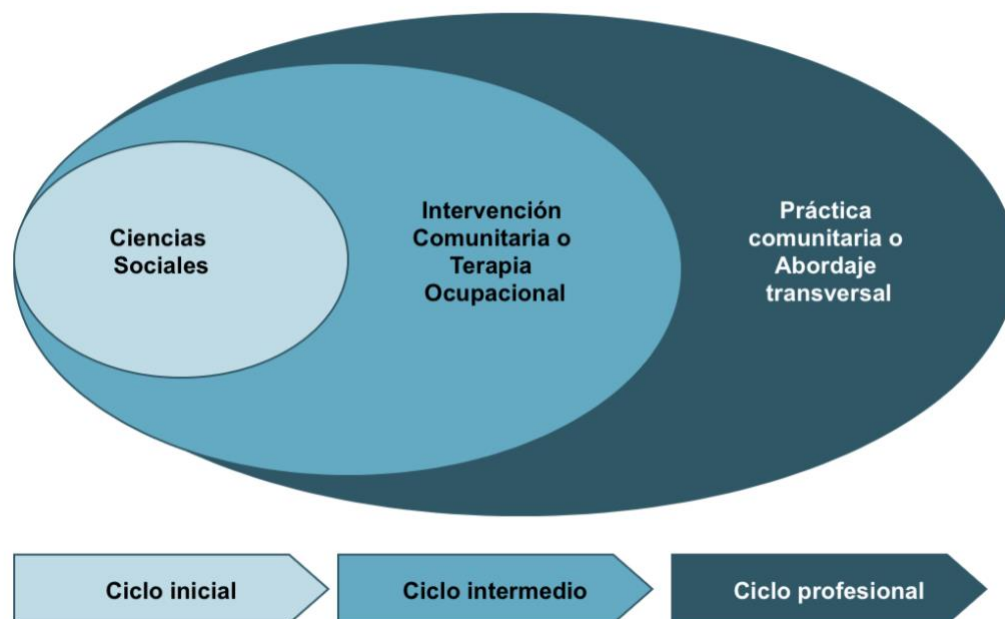 Ciencias
Sociales
Intervención
Comunitaria o
Terapia
Ocupacional
Práctica
comunitaria o
Abordaje
transversal
Ciclo inicial
Ciclo intermedio
Ciclo profesional